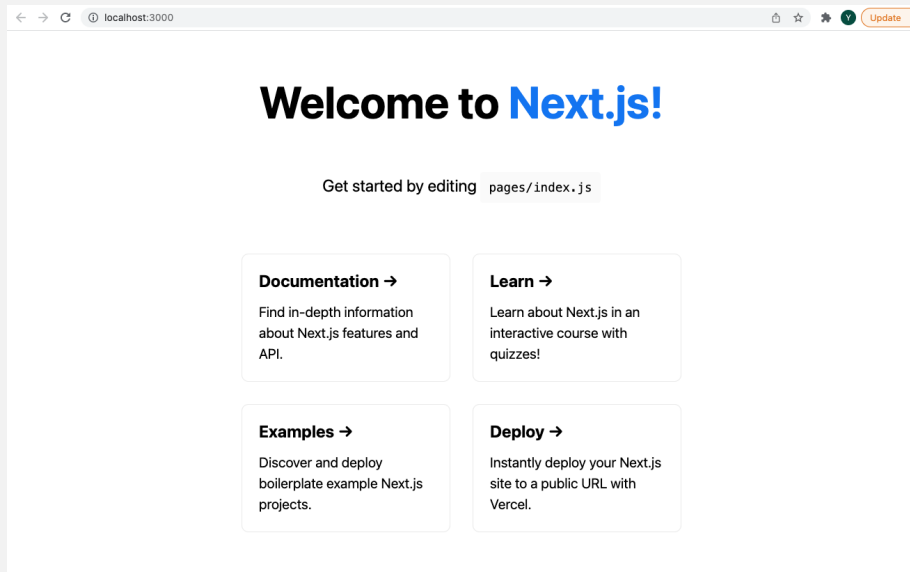 localhost:3000
Y
Update
Welcome to Next.js!
Get started by editing pages/index.js
Documentation →
Find in-depth information
about Next.js features and
API.
Learn →
Learn about Next.js in an
interactive course with
quizzes!
Examples →
Discover and deploy
boilerplate example Next.js
projects.
Deploy →
Instantly deploy your Next.js
site to a public URL with
Vercel.